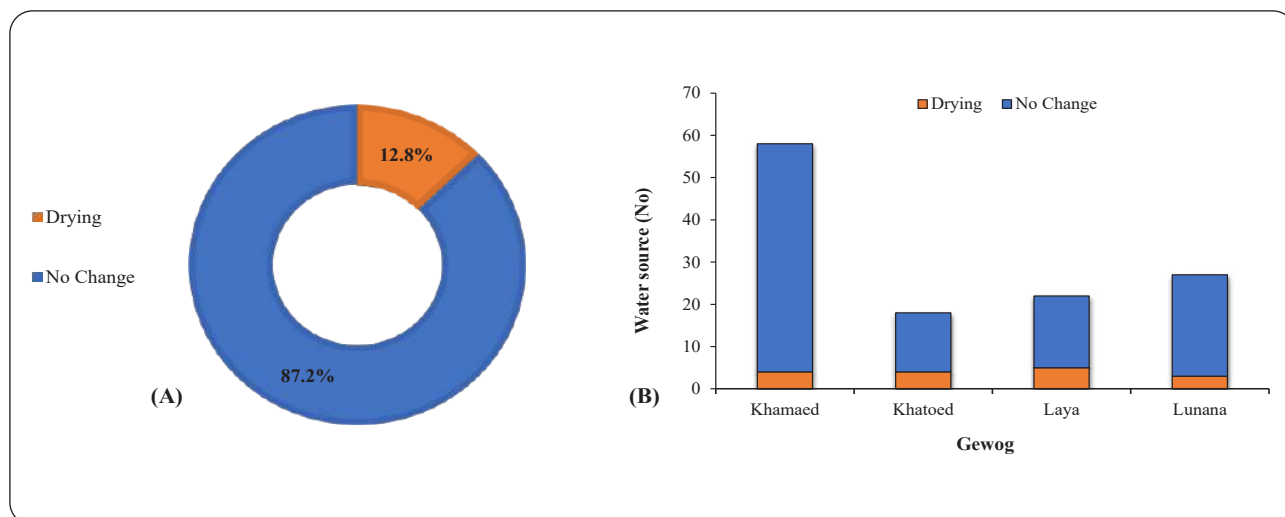 Drying
No Change
12.8%
87.2%
(A)
70
60
50
40
30
20
10
0
Water source (No)
Drying No Change
Khamaed Khatoed Laya Lunana
Gewog
(B)